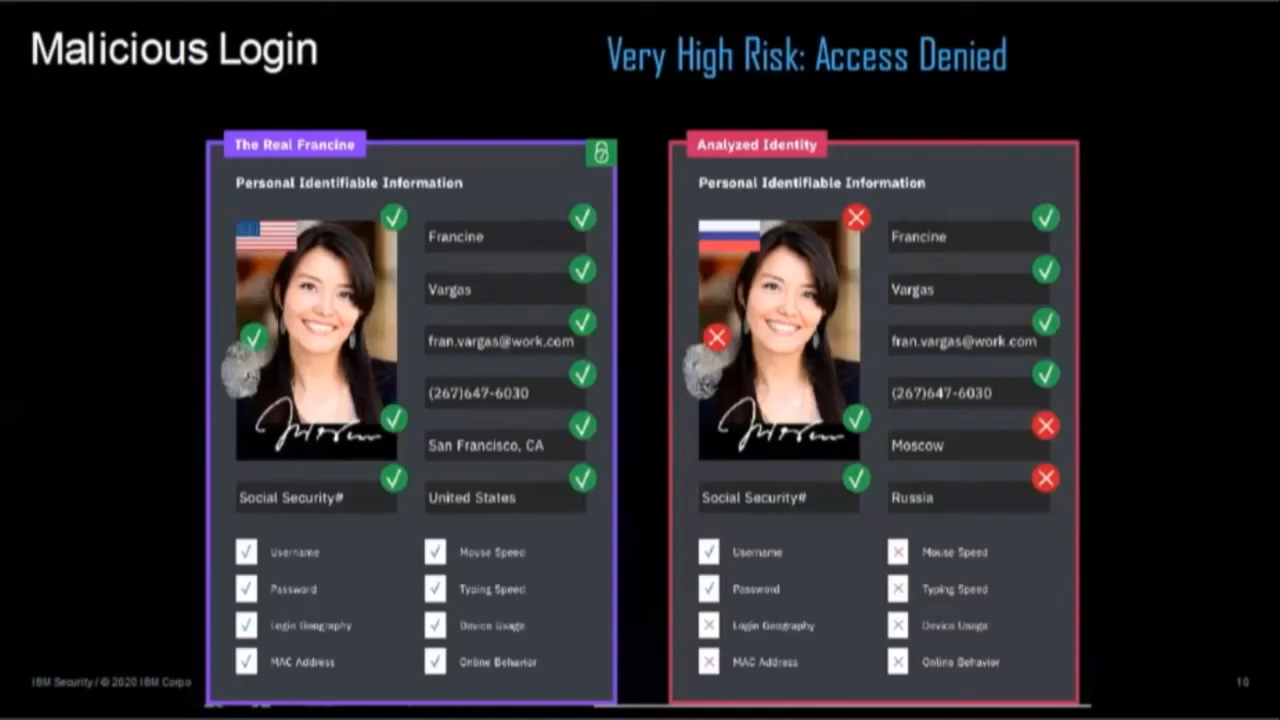 Malicious Login
Very High Risk: Access Denied
The Real Francine
Personal Identifiable Information
Francine
Vargas
fran.vargas@work.com
(267)647-6030
San Francisco, CA
Social Security#
United States
Username
Mouse Speed
Password
Typing Speed
Login Geography
Device Usage
MAC Address
Online Behavior
Analyzed Identity
Personal Identifiable Information
Francine
Vargas
fran.vargas@work.com
(267)647-6030
Moscow
Social Security#
Russia
Username
Mouse Speed
Password
Typing Speed
Login Geography
Device Usage
MAC Address
Online Behavior
IBM Security / © 2020 IBM Corpo
10